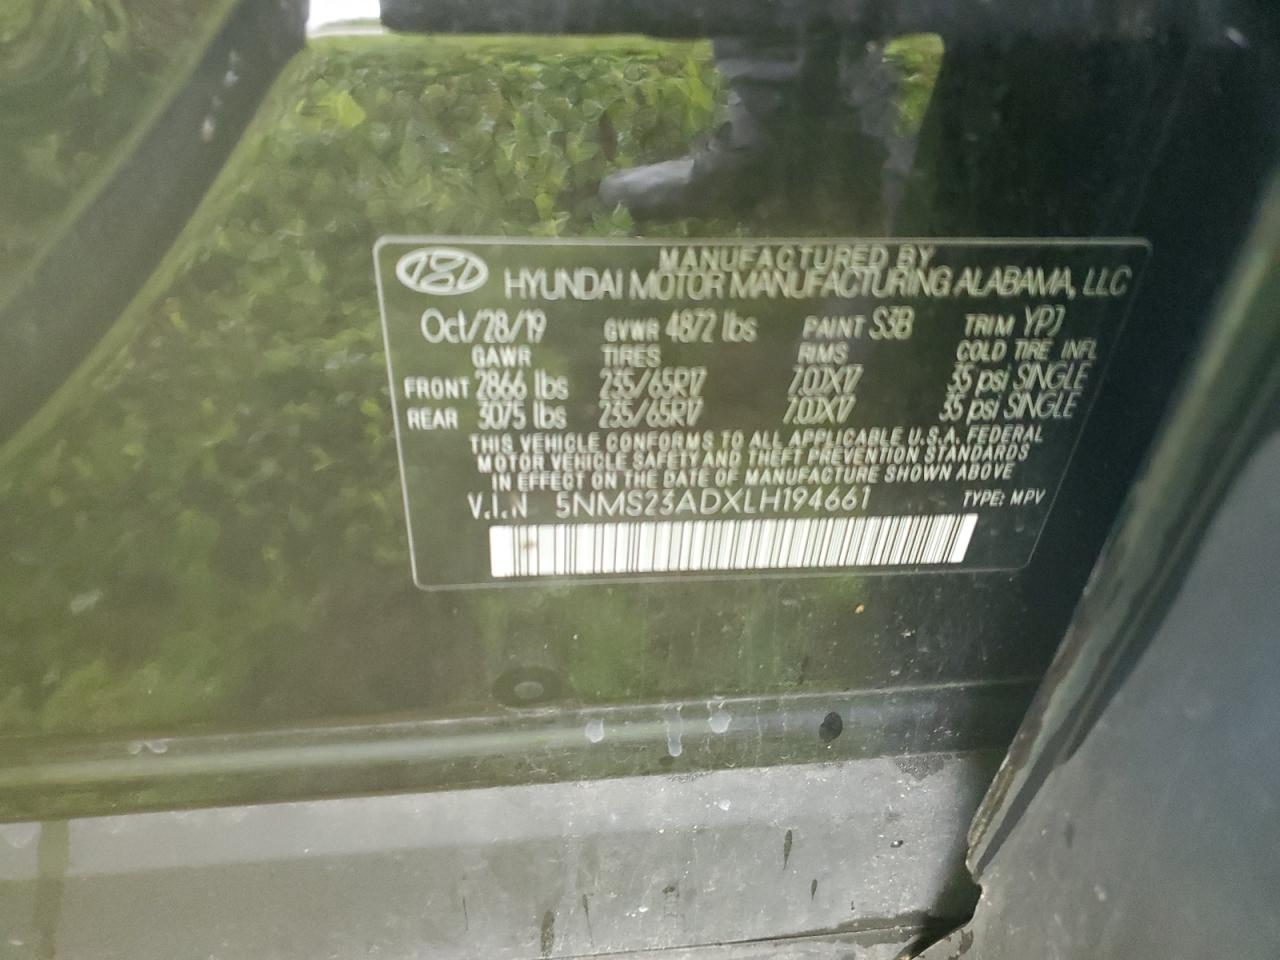 MANUFACTURED BY
HYUNDAI MOTOR MANUFACTURING ALABAMA, LLC
Oct/28/19 GVWR 4872 lbs PAINT S3B TRIM YPJ
GAWR TIRES RIMS COLD TIRE INFL
FRONT 2866 lbs 235/65R17 7.0JX17 35 psi SINGLE
REAR 3075 lbs 235/65R17 7.0JX17 35 psi SINGLE
THIS VEHICLE CONFORMS TO ALL APPLICABLE U.S.A. FEDERAL
MOTOR VEHICLE SAFETY AND THEFT PREVENTION STANDARDS
IN EFFECT ON THE DATE OF MANUFACTURE SHOWN ABOVE
V.I.N 5NMS23ADXLH194661 TYPE: MPV